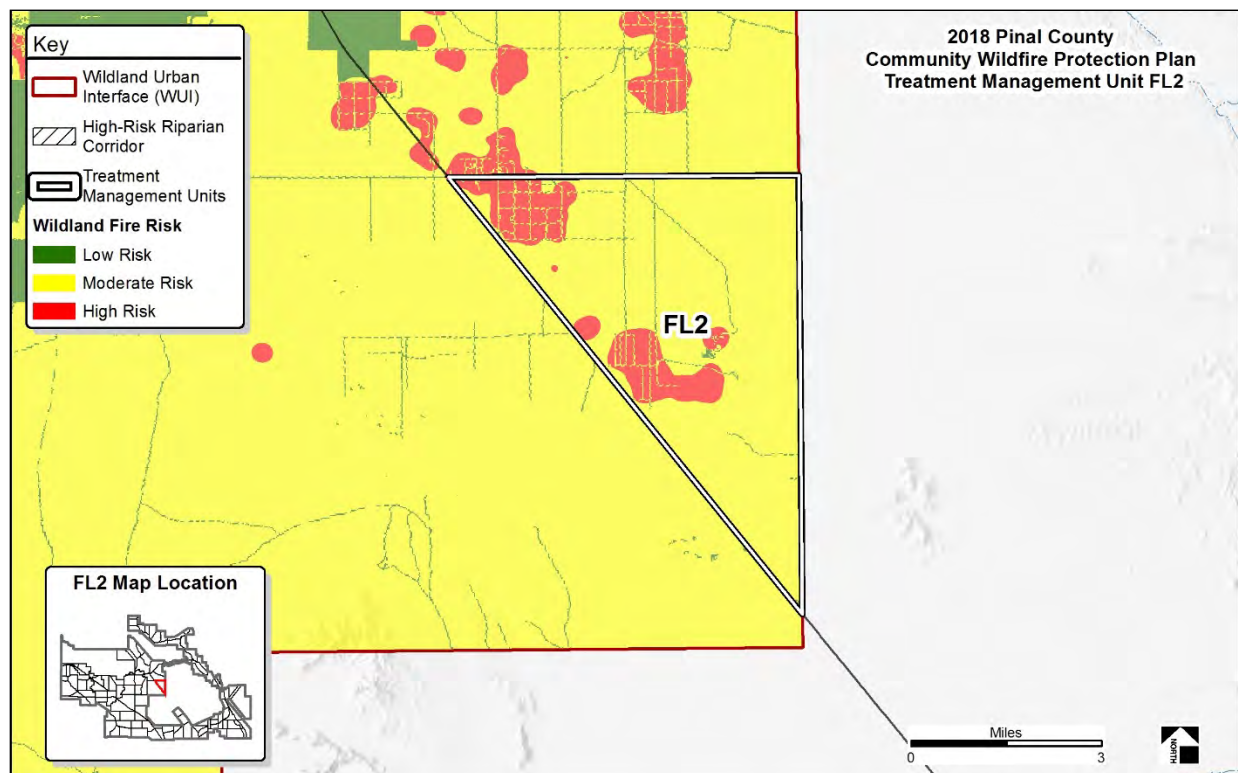 Key
Wildland Urban
Interface (WUI)
High-Risk Riparian
Corridor
Treatment
Management Units
Wildland Fire Risk
Low Risk
Moderate Risk
High Risk
2018 Pinal County
Community Wildfire Protection Plan
Treatment Management Unit FL2
FL2
FL2 Map Location
Miles
0 3
NORTH